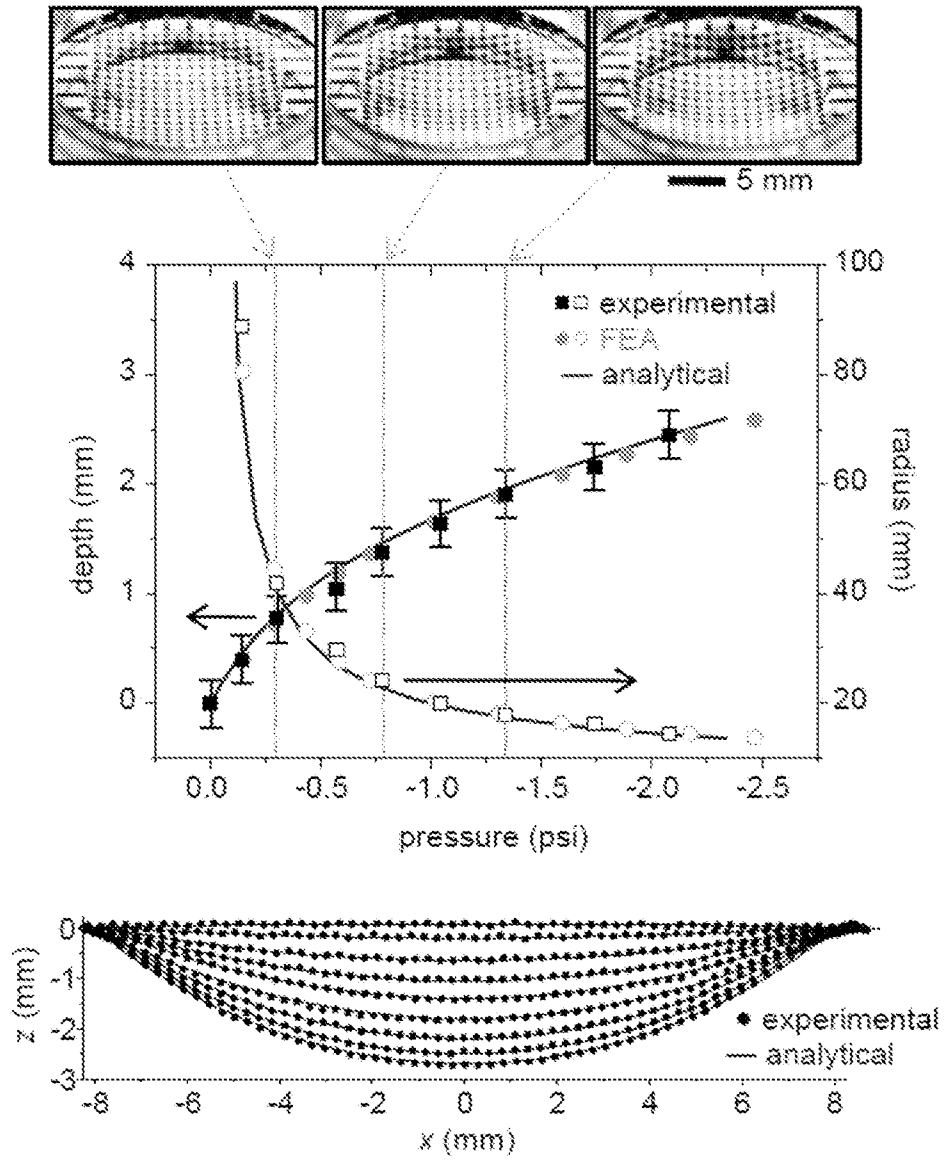 5 mm
4
3
2
1
0
depth (mm)
100
80
60
40
20
radius (mm)
experimental
FEA
analytical
0.0 -0.5 -1.0 -1.5 -2.0 -2.5
pressure (psi)
0
-1
-2
-3
z (mm)
experimental
analytical
-8 -6 -4 -2 0 2 4 6 8
x (mm)